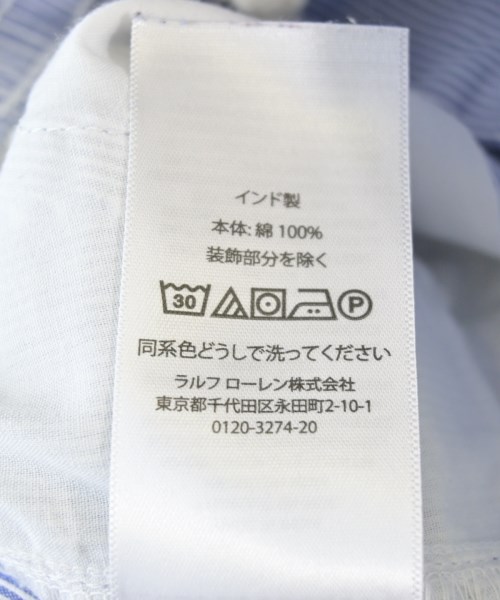 インド製
本体: 綿 100%
装飾部分を除く
30 P
同系色どうしで洗ってください
ラルフ ローレン株式会社
東京都千代田区永田町2-10-1
0120-3274-20